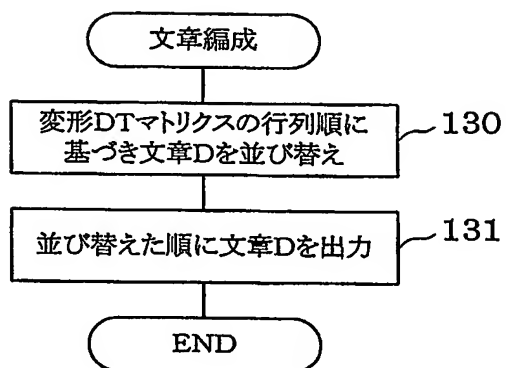 文章編成
変形DTマトリクスの行列順に
基づき文章Dを並び替え
130
並び替えた順に文章Dを出力
131
END